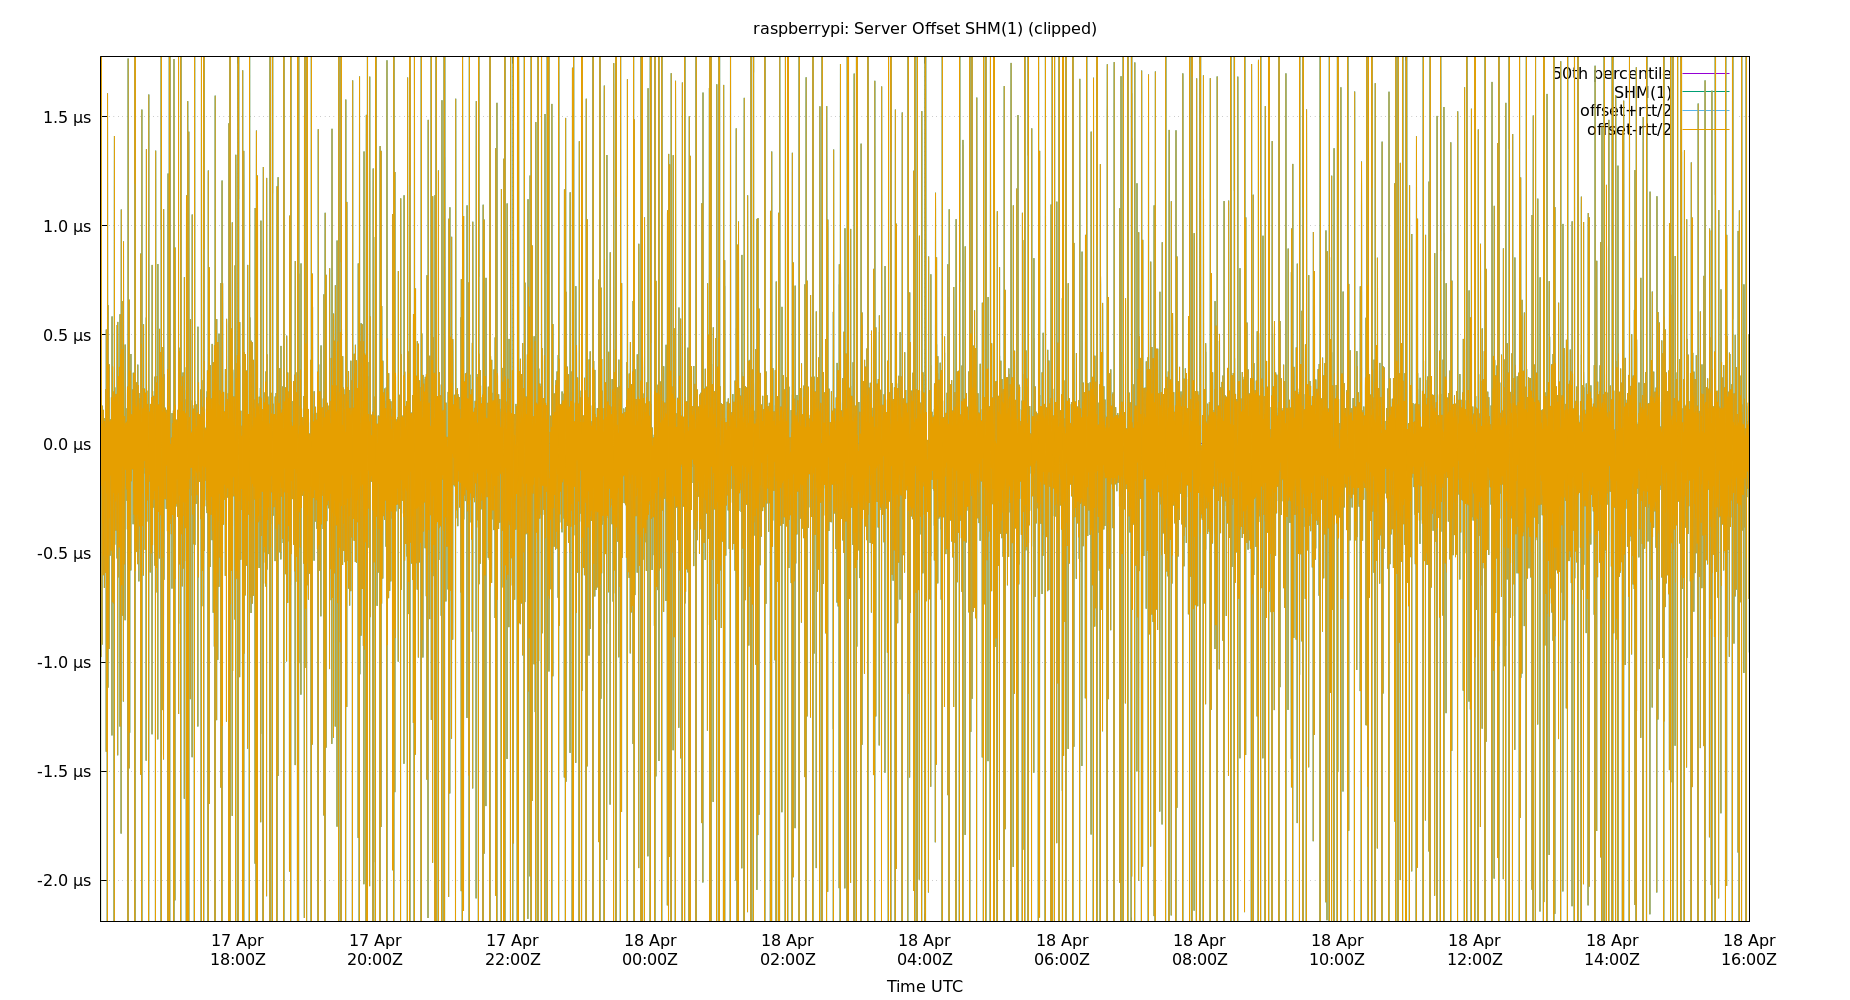 raspberrypi: Server Offset SHM(1) (clipped)
50th percentile
SHM(1)
offset+rtt/2
offset-rtt/2
1.5 µs
1.0 µs
0.5 µs
0.0 µs
-0.5 µs
-1.0 µs
-1.5 µs
-2.0 µs
17 Apr 17 Apr 17 Apr 18 Apr 18 Apr 18 Apr 18 Apr 18 Apr 18 Apr 18 Apr 18 Apr 18 Apr
18:00Z 20:00Z 22:00Z 00:00Z 02:00Z 04:00Z 06:00Z 08:00Z 10:00Z 12:00Z 14:00Z 16:00Z
Time UTC